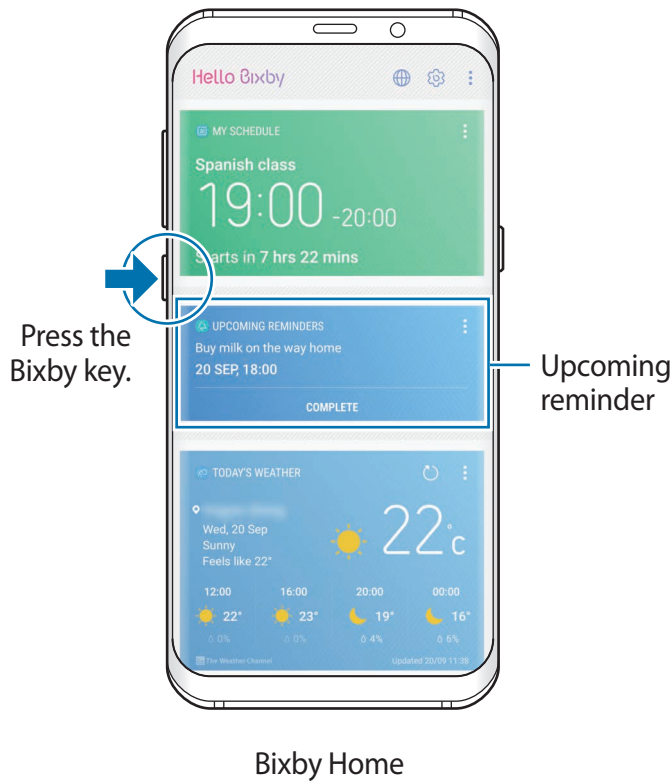 Hello Bixby
MY SCHEDULE
Spanish class
19:00 -20:00
Starts in 7 hrs 22 mins
Press the
Bixby key.
UPCOMING REMINDERS
Buy milk on the way home
20 SEP, 18:00
COMPLETE
Upcoming
reminder
TODAY'S WEATHER
Wed, 20 Sep
Sunny
Feels like 22°
22°c
12:00 16:00 20:00 00:00
22° 23° 19° 16°
0% 0% 4% 6%
The Weather Channel Updated 20/09 11:38
Bixby Home